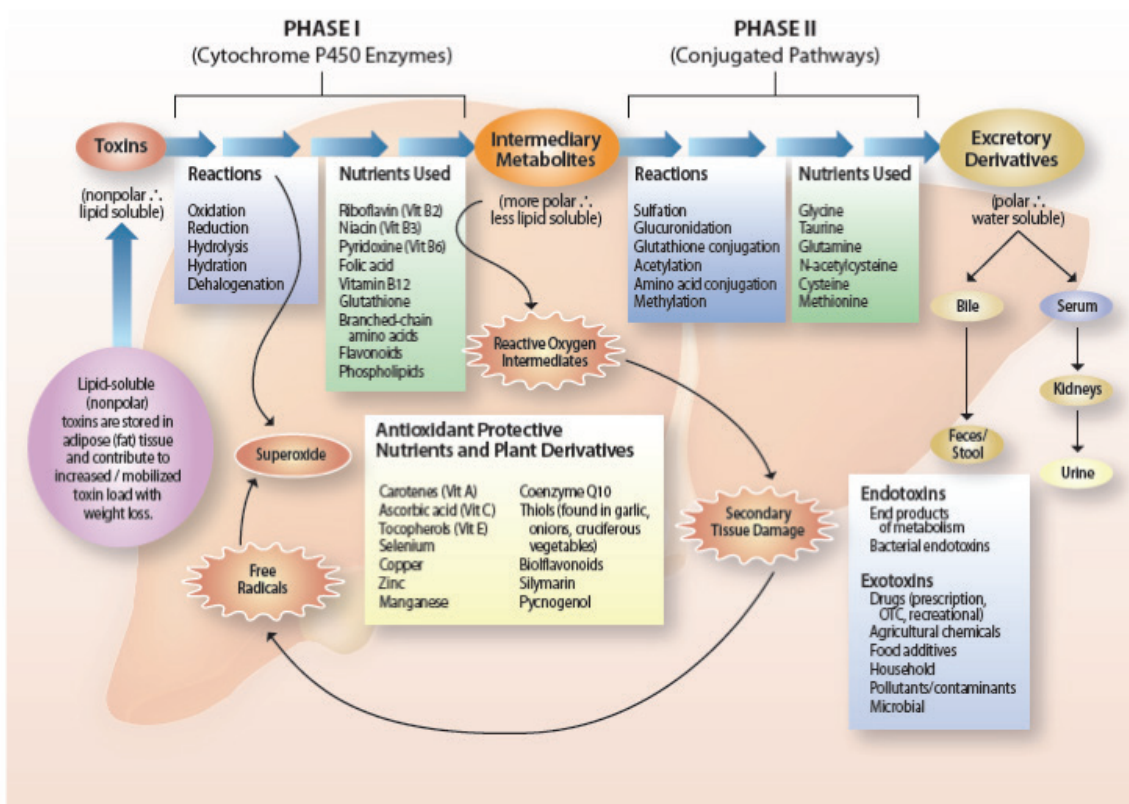 PHASE I
(Cytochrome P450 Enzymes)
PHASE II
(Conjugated Pathways)
Toxins
(nonpolar ∴
lipid soluble)
Reactions
Oxidation
Reduction
Hydrolysis
Hydration
Dehalogenation
Nutrients Used
Riboflavin (Vit B2)
Niacin (Vit B3)
Pyridoxine (Vit B6)
Folic acid
Vitamin B12
Glutathione
Branched-chain
amino acids
Flavonoids
Phospholipids
Intermediary
Metabolites
(more polar ∴
less lipid soluble)
Reactions
Sulfation
Glucuronidation
Glutathione conjugation
Acetylation
Amino acid conjugation
Methylation
Nutrients Used
Glycine
Taurine
Glutamine
N-acetylcysteine
Cysteine
Methionine
Excretory
Derivatives
(polar ∴
water soluble)
Bile
Serum
Kidneys
Feces/
Stool
Urine
Reactive Oxygen
Intermediates
Lipid-soluble
(nonpolar)
toxins are stored in
adipose (fat) tissue
and contribute to
increased / mobilized
toxin load with
weight loss.
Superoxide
Free
Radicals
Antioxidant Protective
Nutrients and Plant Derivatives
Carotenes (Vit A)
Ascorbic acid (Vit C)
Tocopherols (Vit E)
Selenium
Copper
Zinc
Manganese
Coenzyme Q10
Thiols (found in garlic,
onions, cruciferous
vegetables)
Biolflavonoids
Silymarin
Pycnogenol
Secondary
Tissue Damage
Endotoxins
End products
of metabolism
Bacterial endotoxins
Exotoxins
Drugs (prescription,
OTC, recreational)
Agricultural chemicals
Food additives
Household
Pollutants/contaminants
Microbial